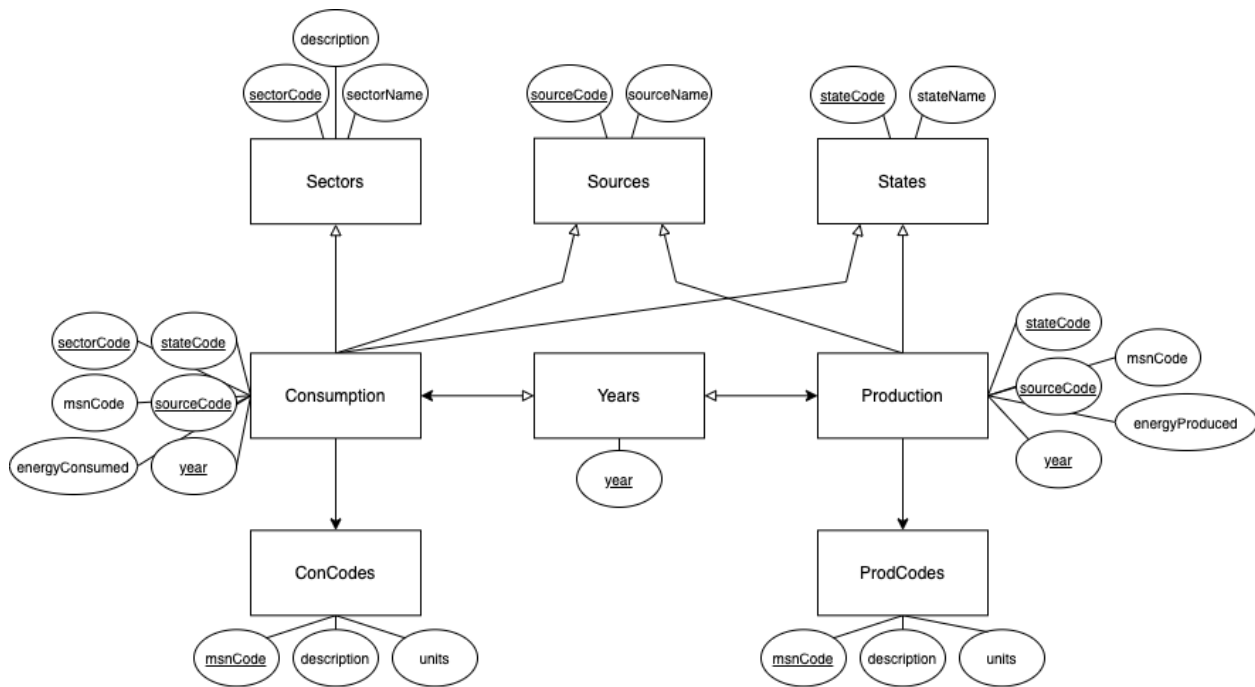 description
sectorCode
sectorName
sourceCode
sourceName
stateCode
stateName
Sectors
Sources
States
sectorCode
stateCode
stateCode
msnCode
msnCode
sourceCode
Consumption
Years
Production
sourceCode
energyProduced
energyConsumed
year
year
year
ConCodes
ProdCodes
msnCode
description
units
msnCode
description
units